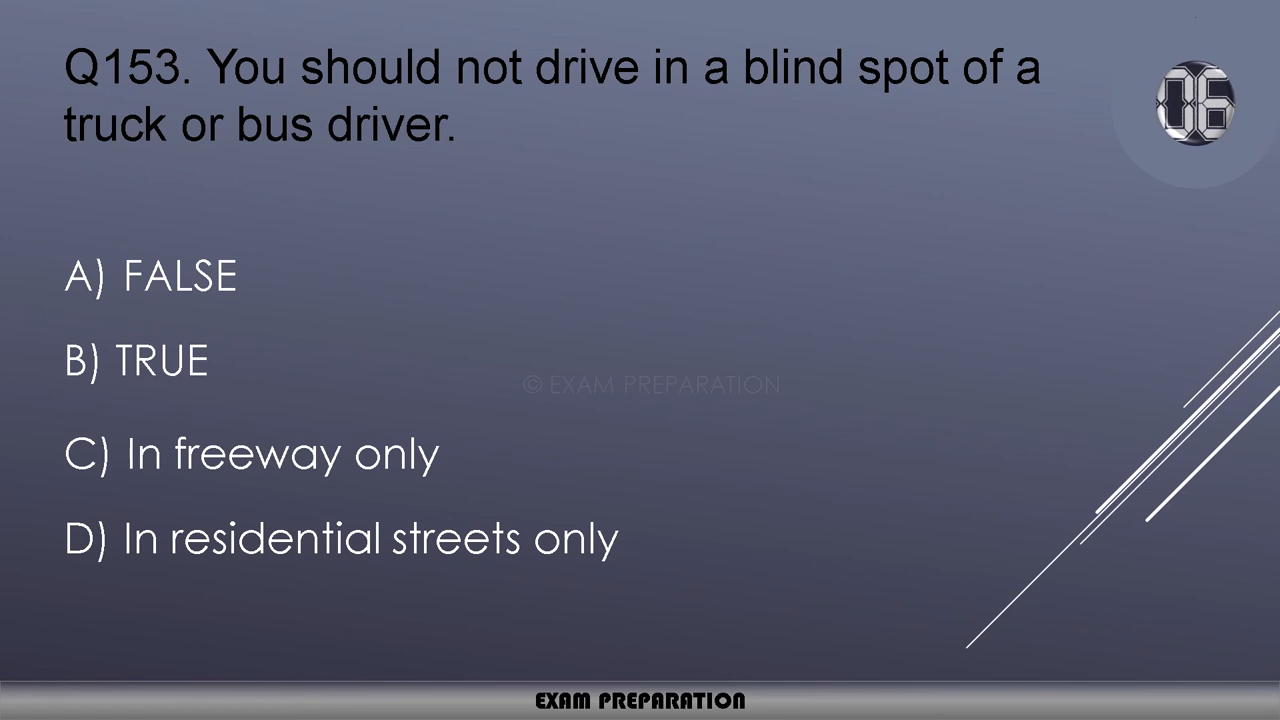 Q153. You should not drive in a blind spot of a
truck or bus driver.
06
A) FALSE
B) TRUE
© EXAM PREPARATION
C) In freeway only
D) In residential streets only
EXAM PREPARATION